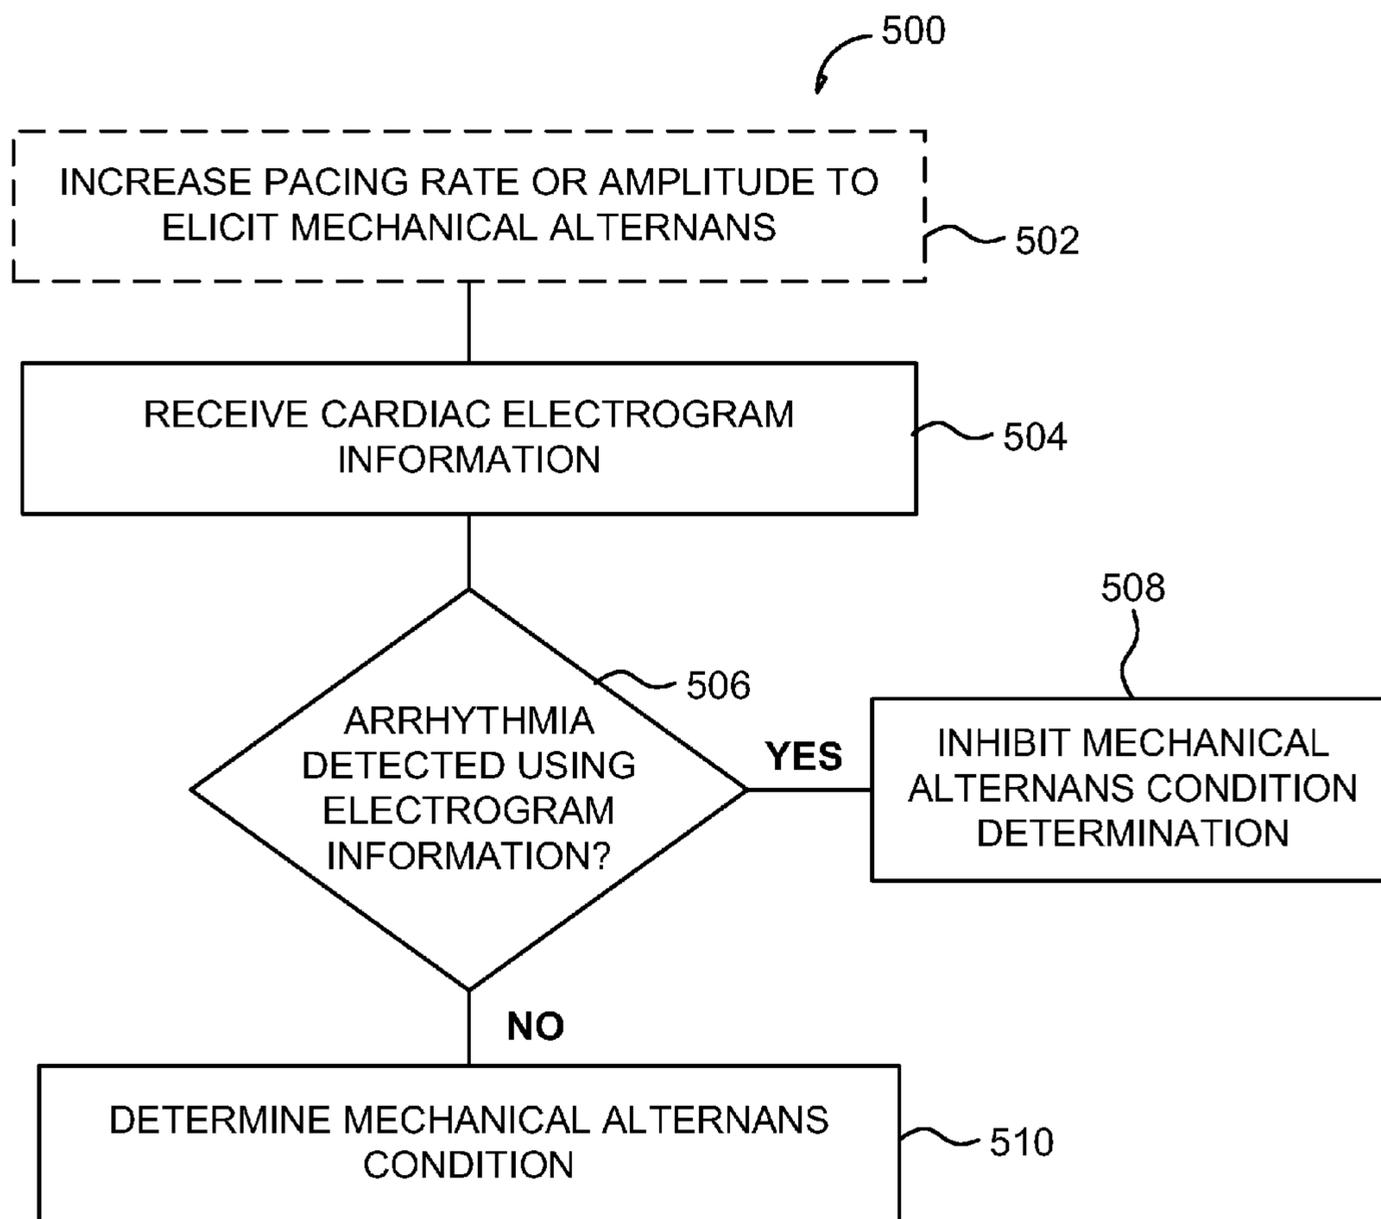 500
INCREASE PACING RATE OR AMPLITUDE TO
ELICIT MECHANICAL ALTERNANS
502
RECEIVE CARDIAC ELECTROGRAM
INFORMATION
504
ARRHYTHMIA
DETECTED USING
ELECTROGRAM
INFORMATION?
506
YES
508
INHIBIT MECHANICAL
ALTERNANS CONDITION
DETERMINATION
NO
DETERMINE MECHANICAL ALTERNANS
CONDITION
510